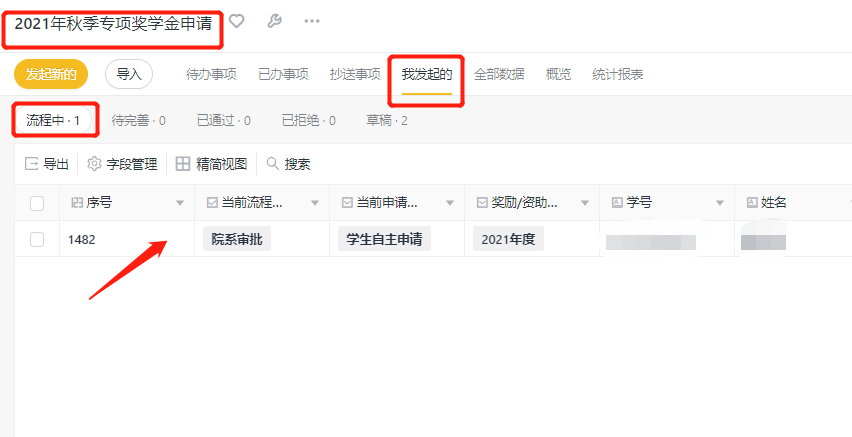 2021年秋季专项奖学金申请
发起新的 导入 待办事项 已办事项 抄送事项 我发起的 全部数据 概览 统计报表
流程中 · 1 待完善 · 0 已通过 · 0 已拒绝 · 0 草稿 · 2
导出 字段管理 精简视图 搜索
序号 当前流程... 当前申请... 奖励/资助... 学号 姓名
1482 院系审批 学生自主申请 2021年度